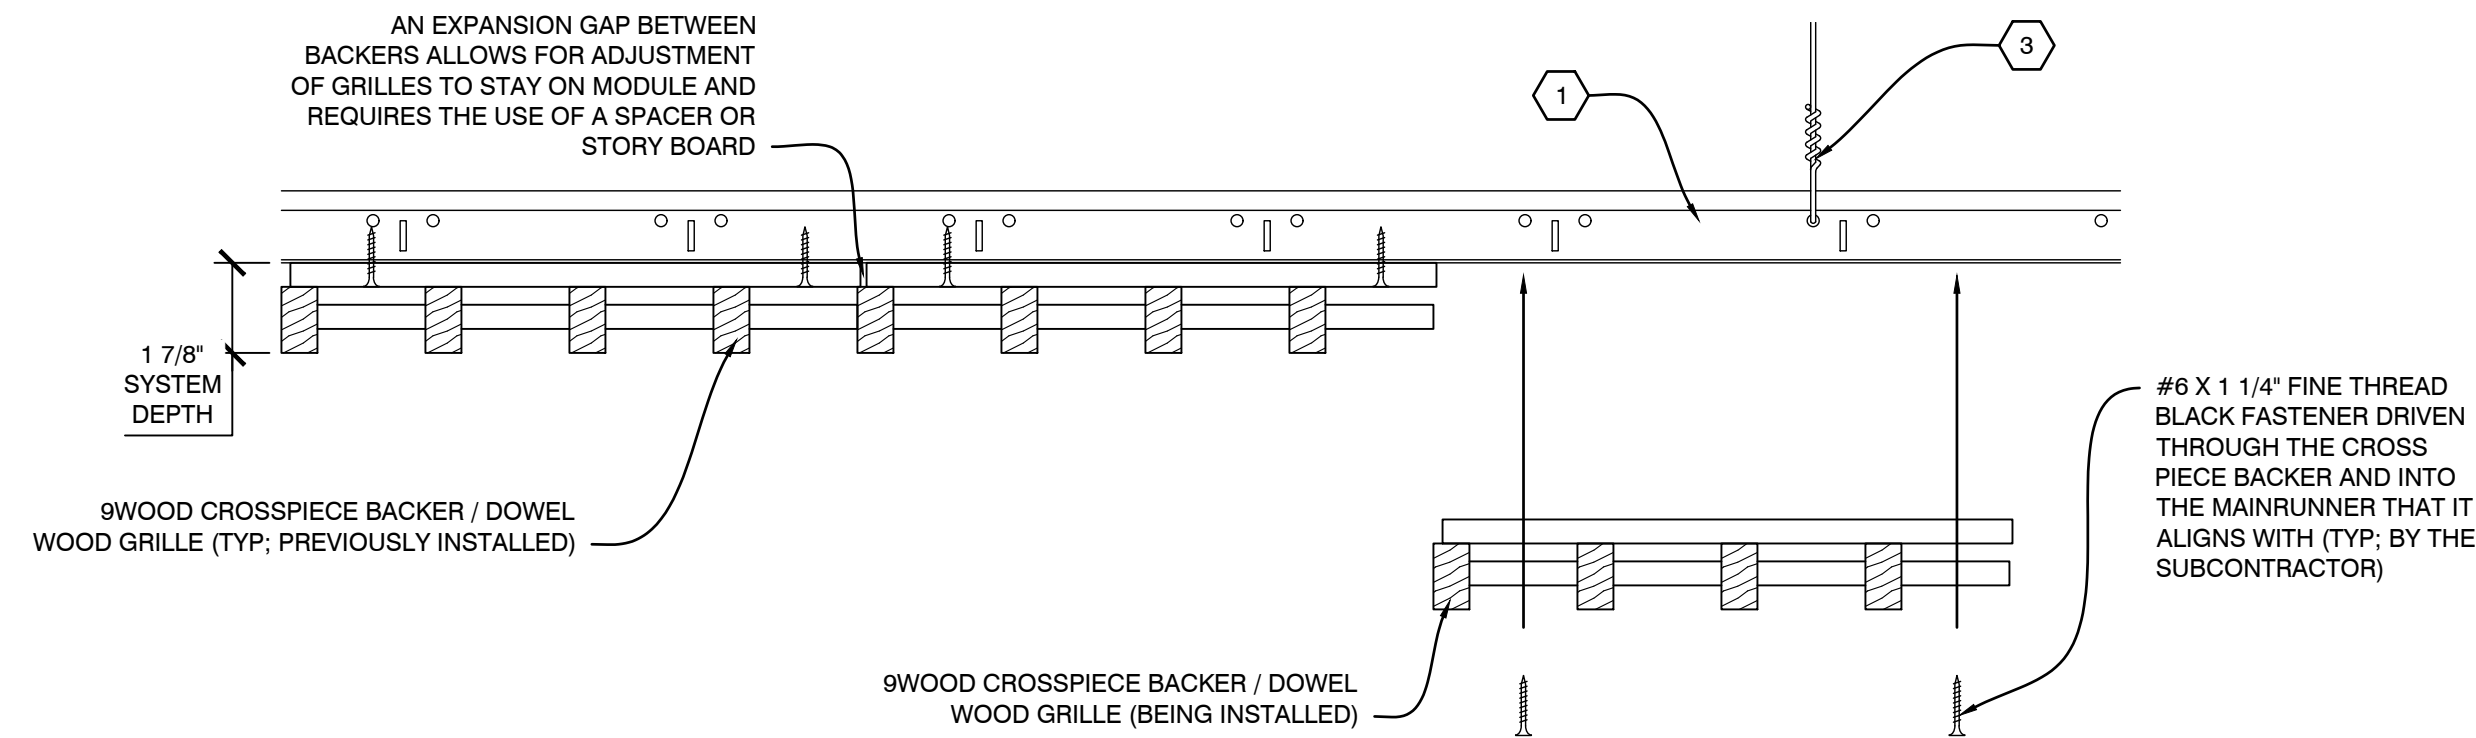 AN EXPANSION GAP BETWEEN
BACKERS ALLOWS FOR ADJUSTMENT
OF GRILLES TO STAY ON MODULE AND
REQUIRES THE USE OF A SPACER OR
STORY BOARD
3
1
1 7/8"
SYSTEM
DEPTH
#6 X 1 1/4" FINE THREAD
BLACK FASTENER DRIVEN
THROUGH THE CROSS
PIECE BACKER AND INTO
THE MAINRUNNER THAT IT
ALIGNS WITH (TYP; BY THE
SUBCONTRACTOR)
9WOOD CROSSPIECE BACKER / DOWEL
WOOD GRILLE (TYP; PREVIOUSLY INSTALLED)
9WOOD CROSSPIECE BACKER / DOWEL
WOOD GRILLE (BEING INSTALLED)